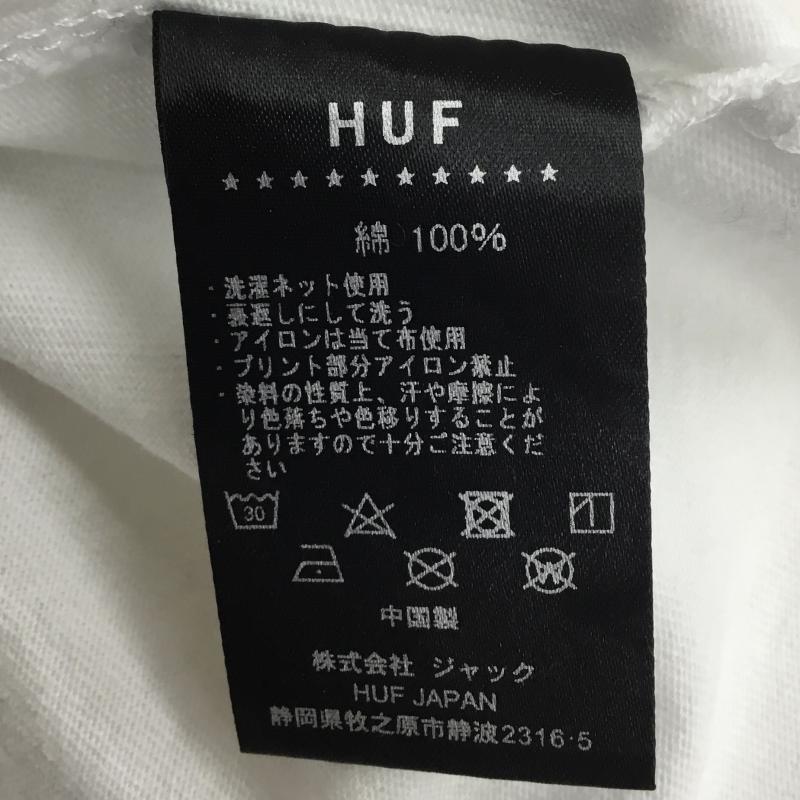 HUF
綿 100%
・洗濯ネット使用
・裏返しにして洗う
・アイロンは当て布使用
・プリント部分アイロン禁止
・染料の性質上、汗や摩擦によ
り色落ちや色移りすることが
ありますので十分ご注意くだ
さい
30
W
中国製
株式会社 ジャック
HUF JAPAN
静岡県牧之原市静波2316-5